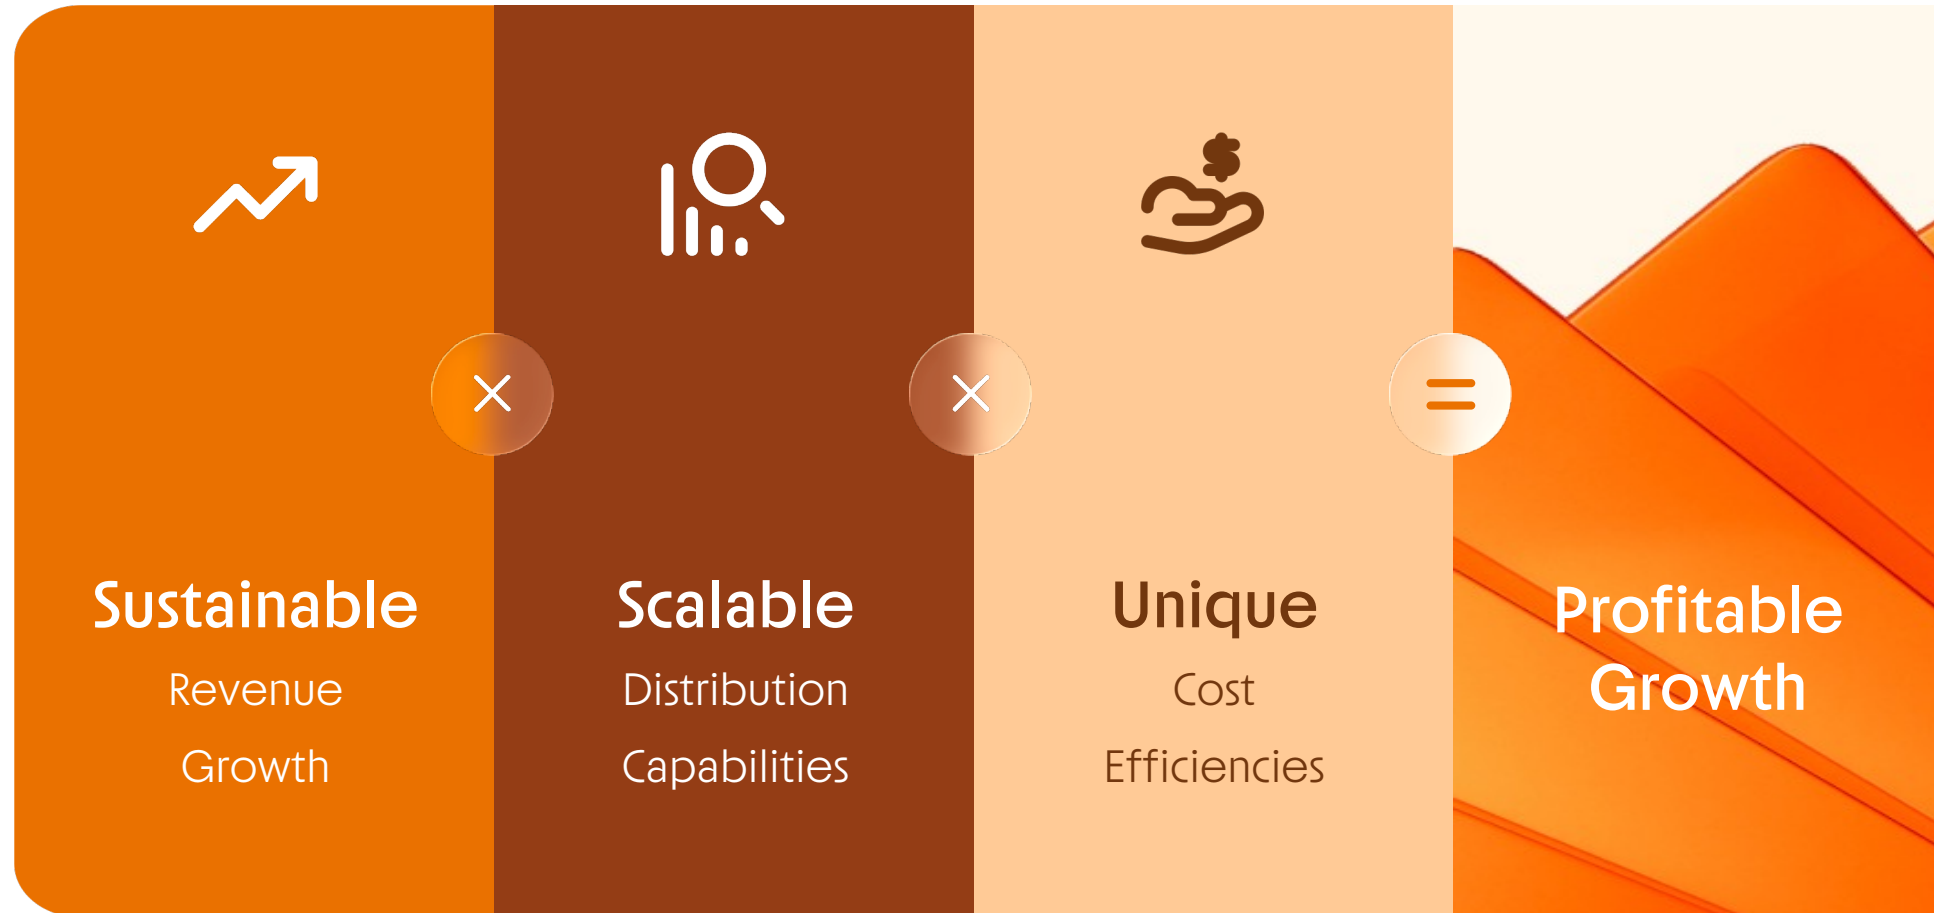 Sustainable
Revenue
Growth
×
Scalable
Distribution
Capabilities
×
Unique
Cost
Efficiencies
=
Profitable
Growth